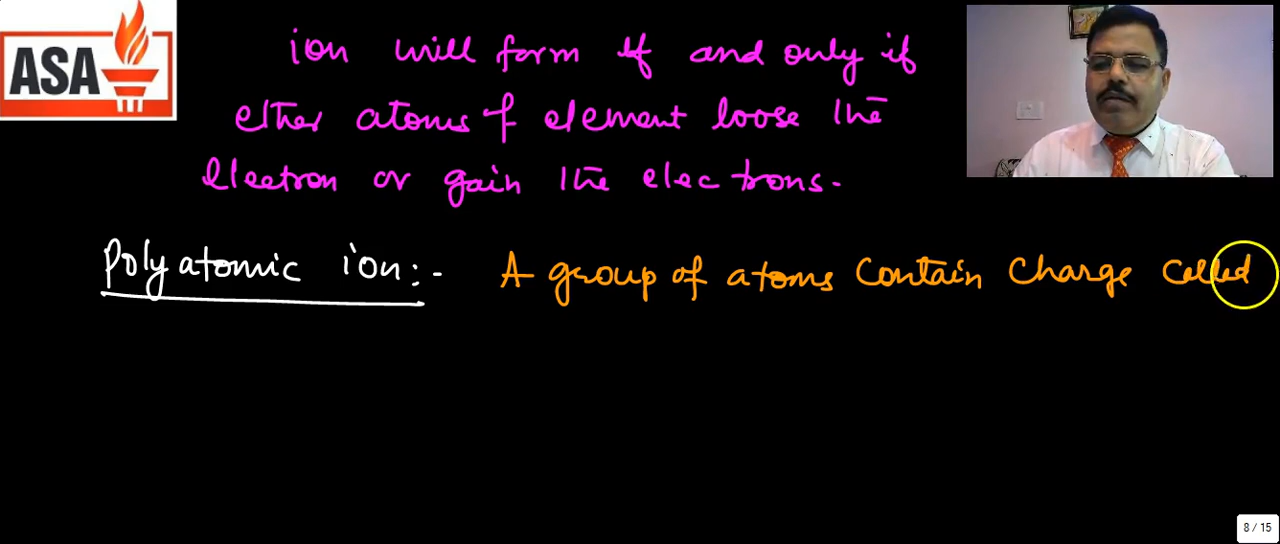 ASA
ion will form if and only if
either atoms of element loose the
electron or gain the electrons.
Polyatomic ion:- A group of atoms contain charge called
8 / 15